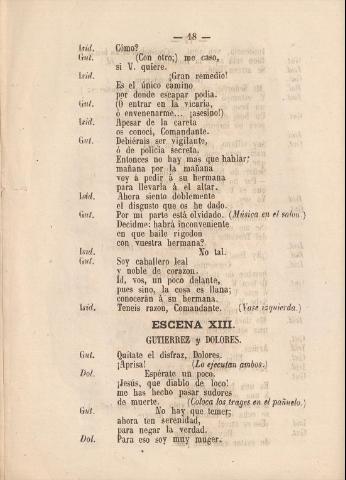 — 18 —
Isid. Cómo?
Gut. (Con otro;) me caso,
si V. quiere.
Isid. ¡Gran remedio!
Es el único camino
por donde escapar podia.
Gut. (O entrar en la vicaría,
ó envenenarme... ¡asesino!)
Isid. Apesar de la careta
os conocí, Comandante.
Gut. Debiérais ser vigilante,
ó de policía secreta,
Entonces no hay mas que hablar;
mañana por la mañana
voy á pedir á su hermana
para llevarla á el altar.
Isid. Ahora siento doblemente
el disgusto que os he dado.
Gut. Por mi parte está olvidado. (Música en el salon)
Decidme: habrá inconveniente
en que baile rigodon
con vuestra hermana?
Isid. No tal.
Gut. Soy caballero leal
y noble de corazon.
Id, vos, un poco delante,
pues sino, la cosa es llana;
conocerán á su hermana.
Isid. Teneis razon, Comandante. (Vase izquierda.)
ESCENA XIII.
GUTIERREZ y DOLORES.
Gut. Quítate el disfraz, Dolores.
¡Aprisa! (Lo ejecutan ambos.)
Dol. Espérate un poco.
¡Jesus, que diablo de loco!
me has hecho pasar sudores
de muerte. (Coloca los trages en el pañuelo.)
Gut. No hay que temer;
ahora ten serenidad,
para negar la verdad.
Dol. Para eso soy muy muger.